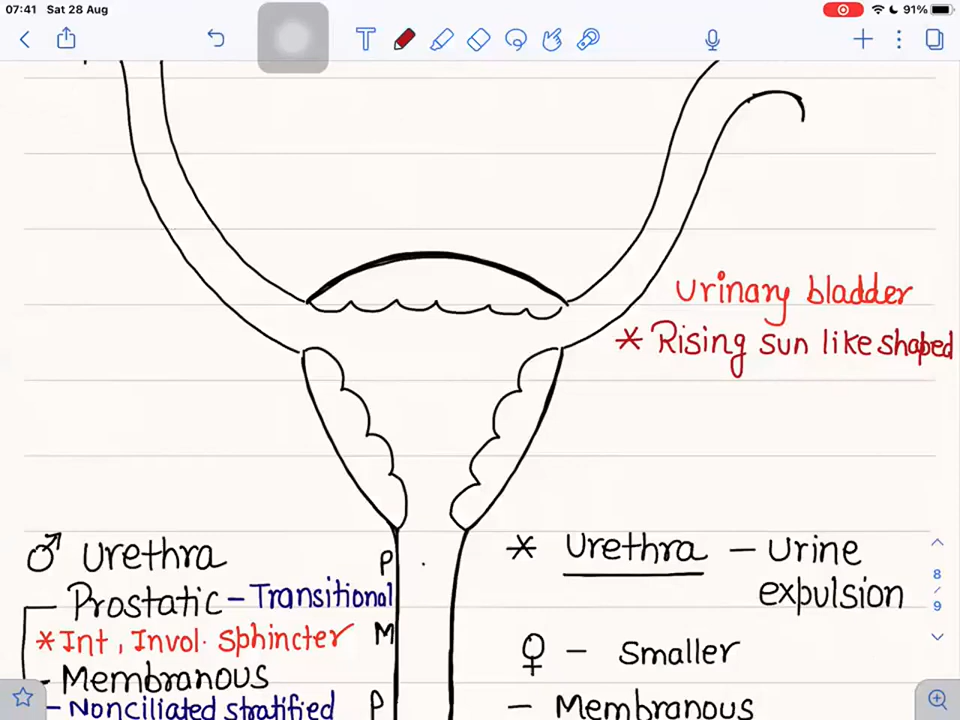 07:41 Sat 28 Aug
91%
T
Urinary bladder
* Rising sun like shaped
♂ Urethra
Prostatic - Transitional
* Int, Invol. Sphincter
- Membranous
- Nonciliated stratified
P
M
P
* Urethra - Urine
expulsion
♀ - Smaller
- Membranous
8
/
9